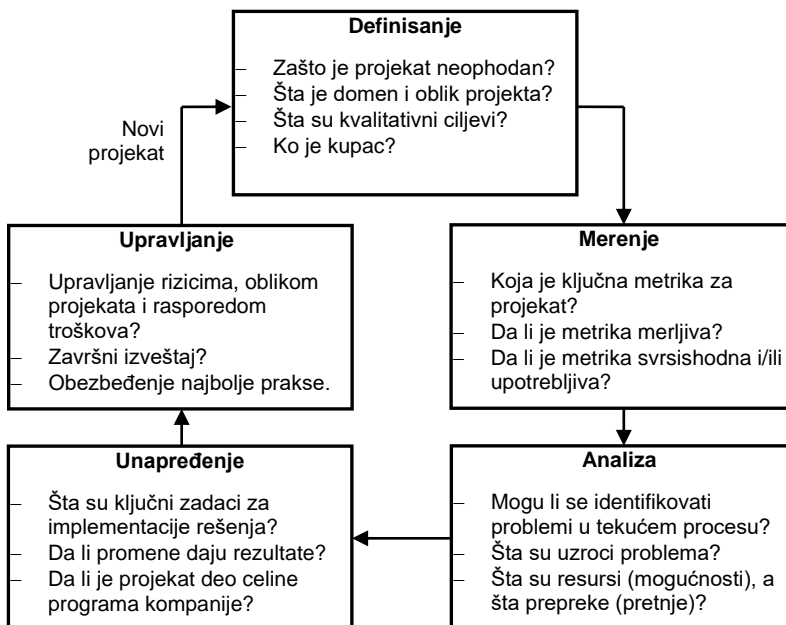 Definisanje
– Zašto je projekat neophodan?
– Šta je domen i oblik projekta?
– Šta su kvalitativni ciljevi?
– Ko je kupac?
Novi
projekat
Upravljanje
– Upravljanje rizicima, oblikom
projekata i rasporedom
troškova?
– Završni izveštaj?
– Obezbeđenje najbolje prakse.
Merenje
– Koja je ključna metrika za
projekat?
– Da li je metrika merljiva?
– Da li je metrika svrsishodna i/ili
upotrebljiva?
Unapređenje
– Šta su ključni zadaci za
implementacije rešenja?
– Da li promene daju rezultate?
– Da li je projekat deo celine
programa kompanije?
Analiza
– Mogu li se identifikovati
problemi u tekućem procesu?
– Šta su uzroci problema?
– Šta su resursi (mogućnosti), a
šta prepreke (pretnje)?